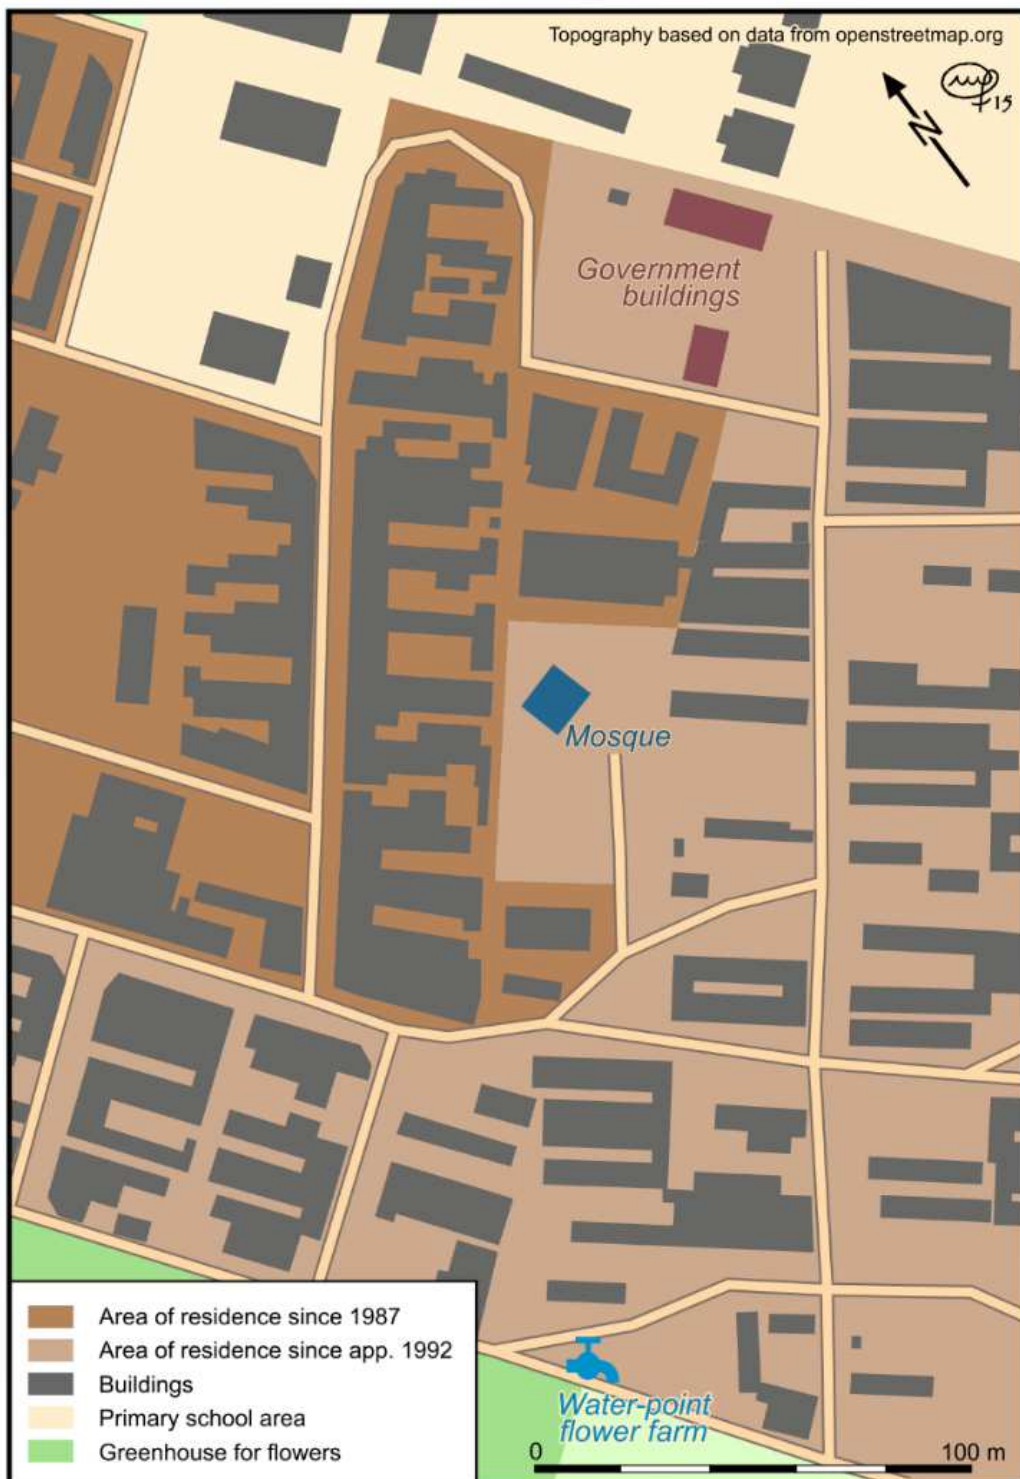 Topography based on data from openstreetmap.org
N
15
Government
buildings
Mosque
Area of residence since 1987
Area of residence since app. 1992
Buildings
Primary school area
Greenhouse for flowers
Water-point
flower farm
0
100 m